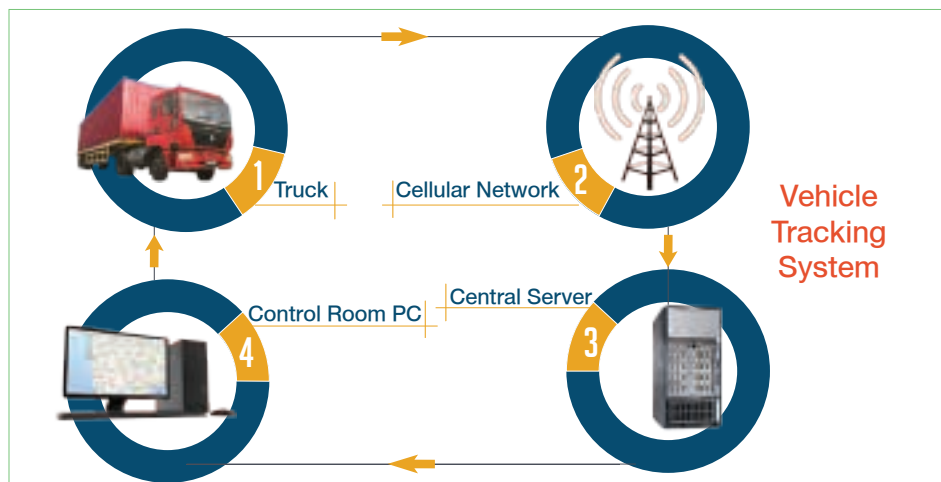 1
Truck
Cellular Network
2
Vehicle
Tracking
System
Control Room PC
4
Central Server
3